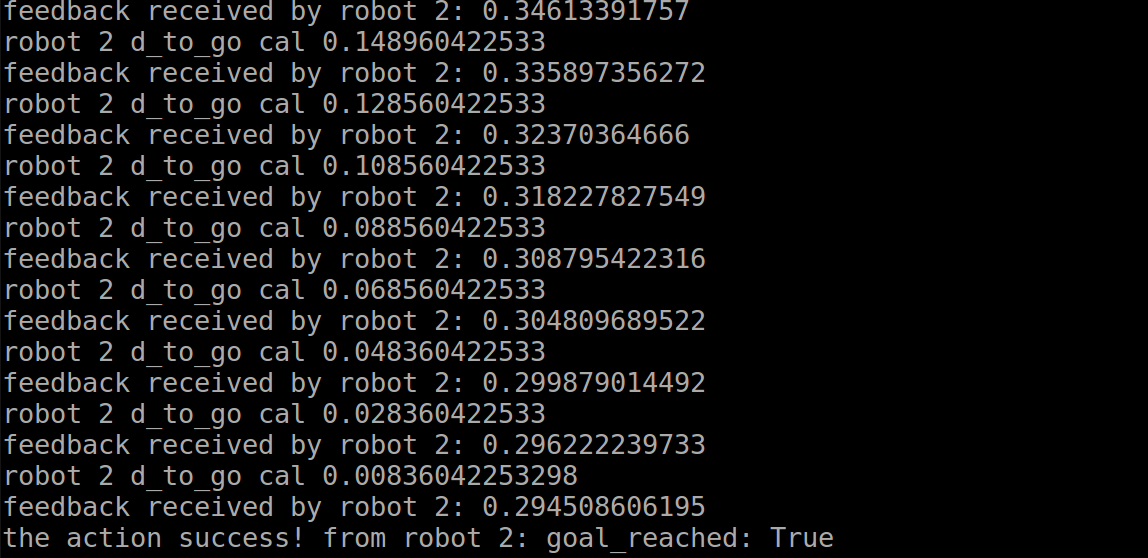 feedback received by robot 2: 0.34613391757
robot 2 d_to_go cal 0.148960422533
feedback received by robot 2: 0.335897356272
robot 2 d_to_go cal 0.128560422533
feedback received by robot 2: 0.32370364666
robot 2 d_to_go cal 0.108560422533
feedback received by robot 2: 0.318227827549
robot 2 d_to_go cal 0.088560422533
feedback received by robot 2: 0.308795422316
robot 2 d_to_go cal 0.068560422533
feedback received by robot 2: 0.304809689522
robot 2 d_to_go cal 0.048360422533
feedback received by robot 2: 0.299879014492
robot 2 d_to_go cal 0.028360422533
feedback received by robot 2: 0.296222239733
robot 2 d_to_go cal 0.00836042253298
feedback received by robot 2: 0.294508606195
the action success! from robot 2: goal_reached: True